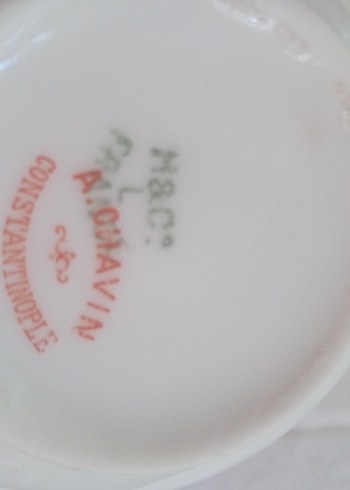 H&Cº
L
FRANCE
A. CHAVIN
CONSTANTINOPLE